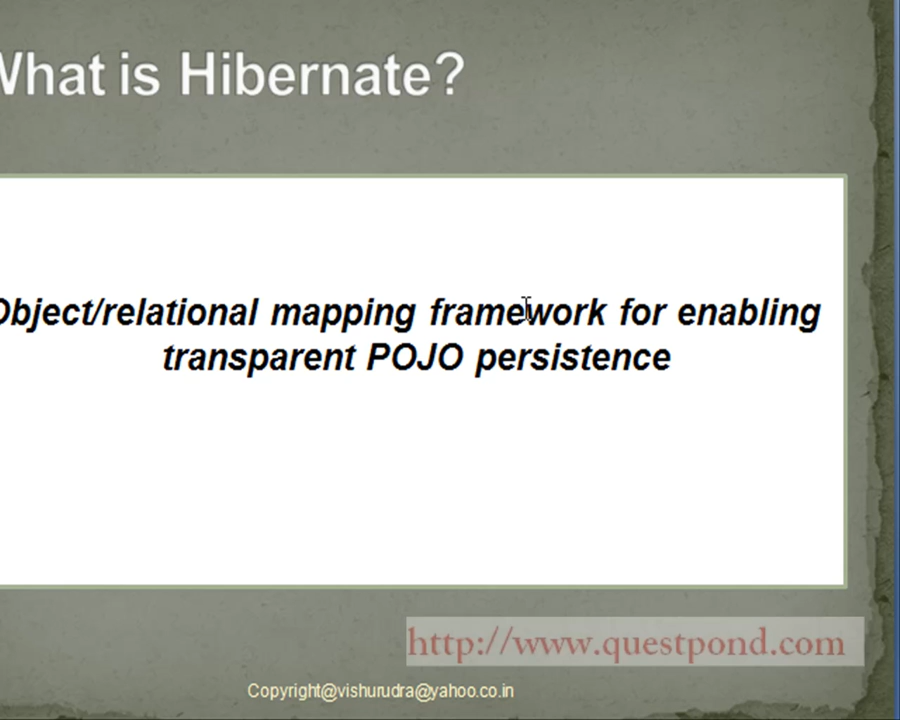 What is Hibernate?
Object/relational mapping framework for enabling
transparent POJO persistence
http://www.questpond.com
Copyright@vishurudra@yahoo.co.in